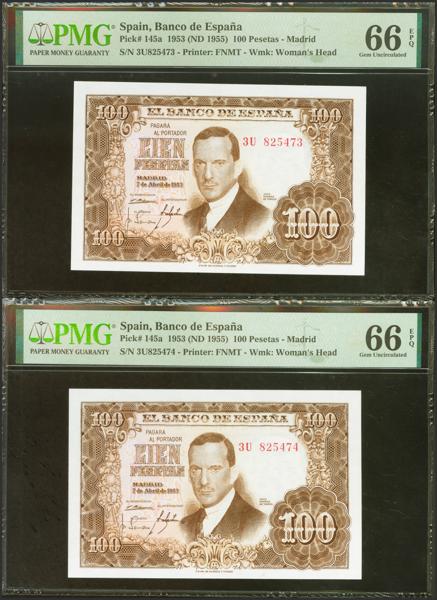 PMG
PAPER MONEY GUARANTY
Spain, Banco de España
Pick# 145a 1953 (ND 1955) 100 Pesetas - Madrid
S/N 3U825473 - Printer: FNMT - Wmk: Woman's Head
66 EPQ
Gem Uncirculated
100
EL BANCO DE ESPAÑA
100
PAGARÁ
AL PORTADOR
3U 825473
CIEN
PESETAS
MADRID
7 de Abril de 1953
100
100
PMG
PAPER MONEY GUARANTY
Spain, Banco de España
Pick# 145a 1953 (ND 1955) 100 Pesetas - Madrid
S/N 3U825474 - Printer: FNMT - Wmk: Woman's Head
66 EPQ
Gem Uncirculated
100
EL BANCO DE ESPAÑA
100
PAGARÁ
AL PORTADOR
3U 825474
CIEN
PESETAS
MADRID
7 de Abril de 1953
100
100